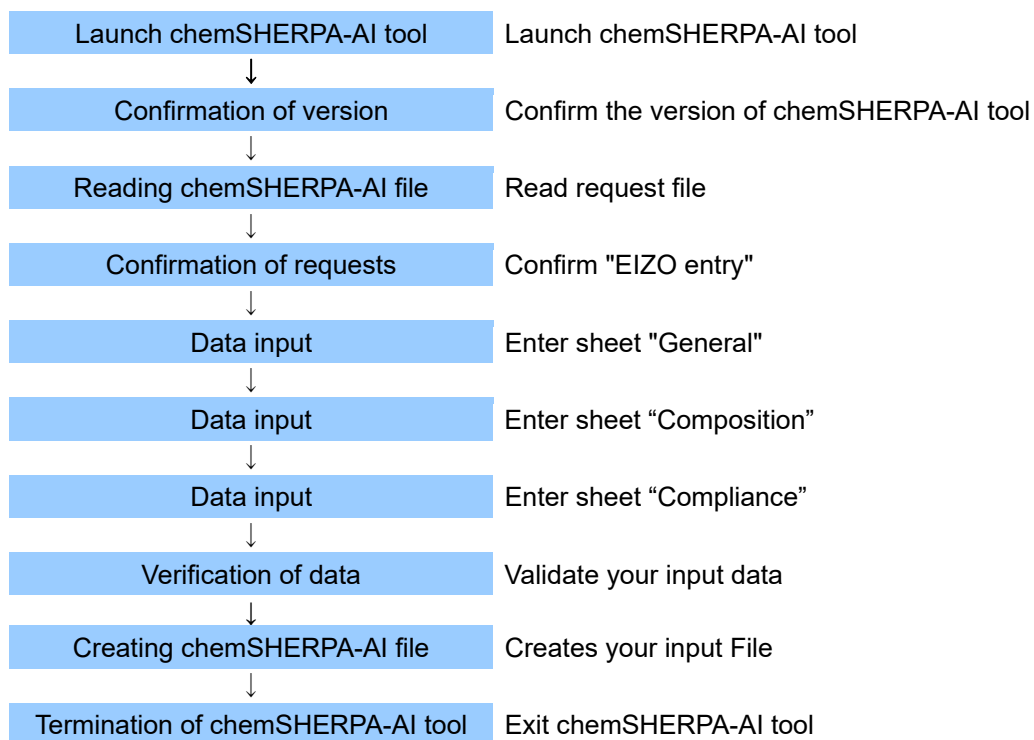 Launch chemSHERPA-AI tool Launch chemSHERPA-AI tool
↓
Confirmation of version Confirm the version of chemSHERPA-AI tool
↓
Reading chemSHERPA-AI file Read request file
↓
Confirmation of requests Confirm "EIZO entry"
↓
Data input Enter sheet "General"
↓
Data input Enter sheet “Composition”
↓
Data input Enter sheet “Compliance”
↓
Verification of data Validate your input data
↓
Creating chemSHERPA-AI file Creates your input File
↓
Termination of chemSHERPA-AI tool Exit chemSHERPA-AI tool